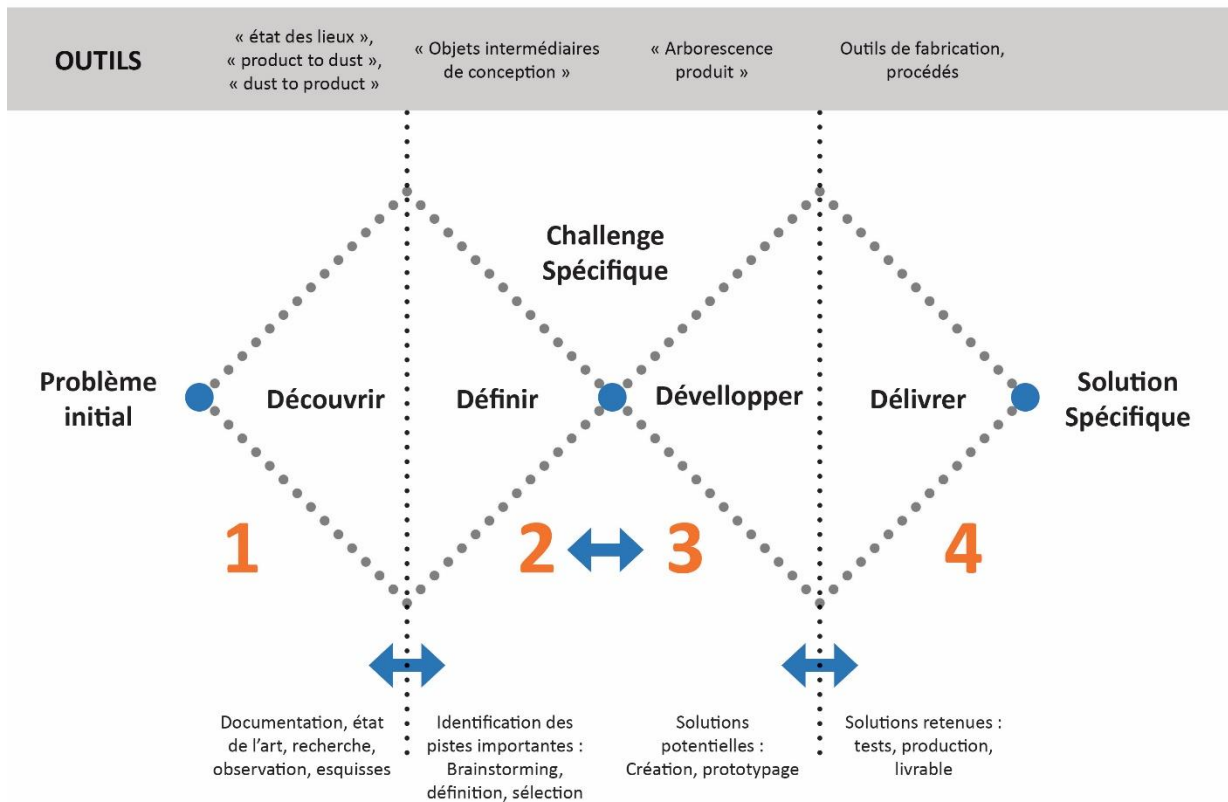 OUTILS
« état des lieux »,
« product to dust »,
« dust to product »
« Objets intermédiaires
de conception »
« Arborescence
produit »
Outils de fabrication,
procédés
Challenge
Spécifique
Problème
initial
Découvrir
Définir
Dévellopper
Délivrer
Solution
Spécifique
1
2
3
4
Documentation, état
de l'art, recherche,
observation, esquisses
Identification des
pistes importantes :
Brainstorming,
définition, sélection
Solutions
potentielles :
Création, prototypage
Solutions retenues :
tests, production,
livrable